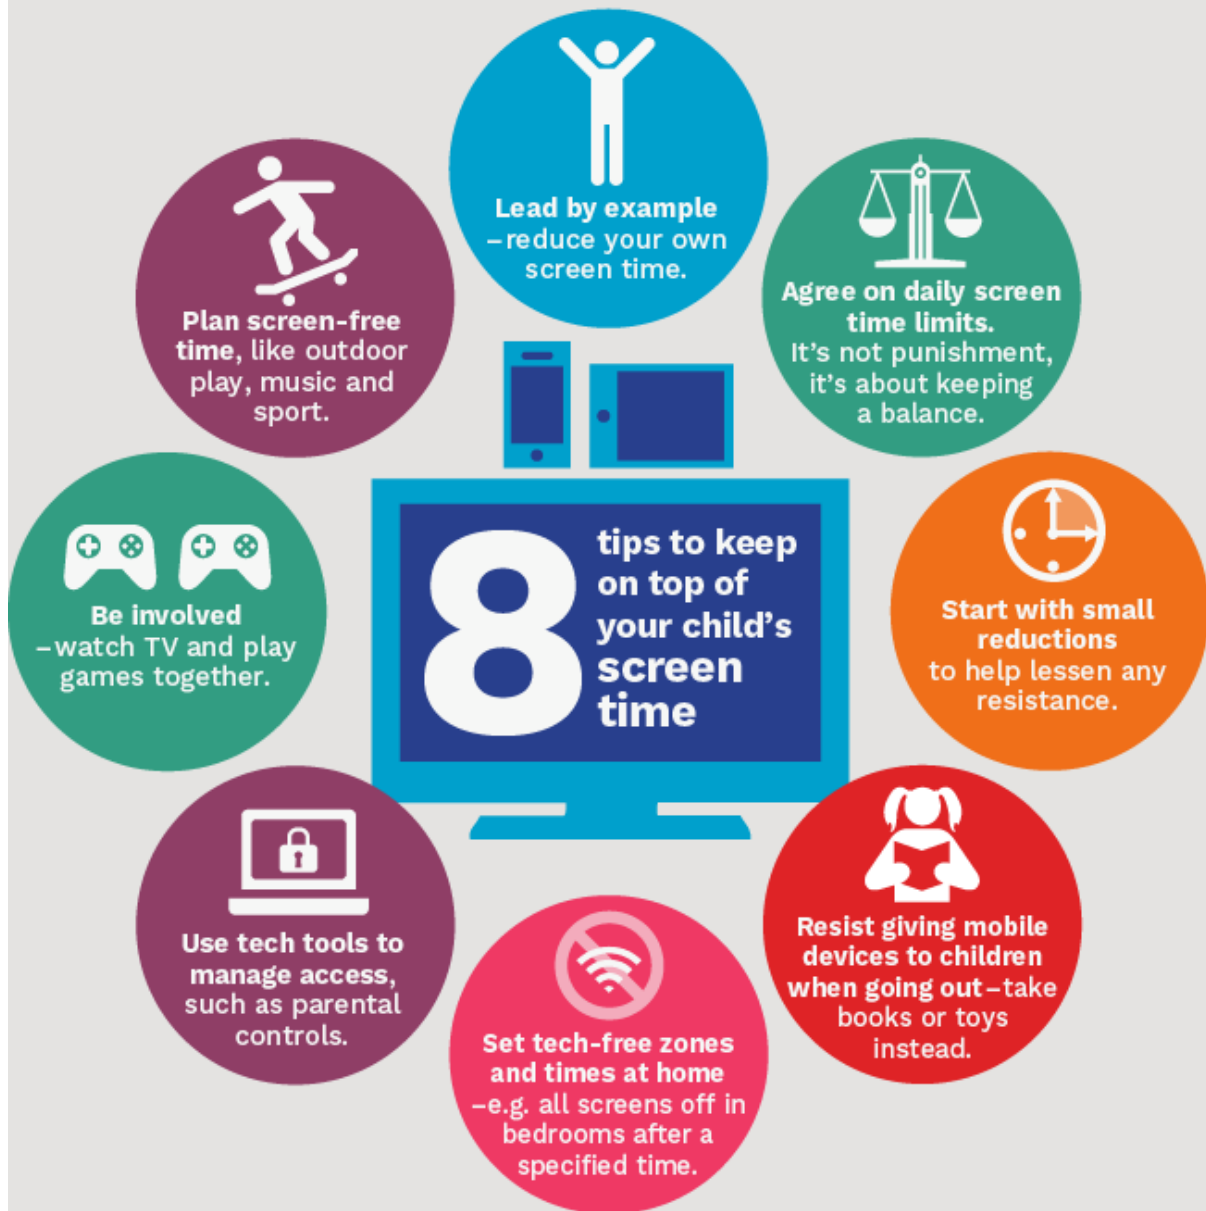 Lead by example
–reduce your own
screen time.
Agree on daily screen
time limits.
It's not punishment,
it's about keeping
a balance.
Start with small
reductions
to help lessen any
resistance.
Resist giving mobile
devices to children
when going out–take
books or toys
instead.
Set tech-free zones
and times at home
–e.g. all screens off in
bedrooms after a
specified time.
Use tech tools to
manage access,
such as parental
controls.
Be involved
–watch TV and play
games together.
Plan screen-free
time, like outdoor
play, music and
sport.
8
tips to keep
on top of
your child's
screen
time